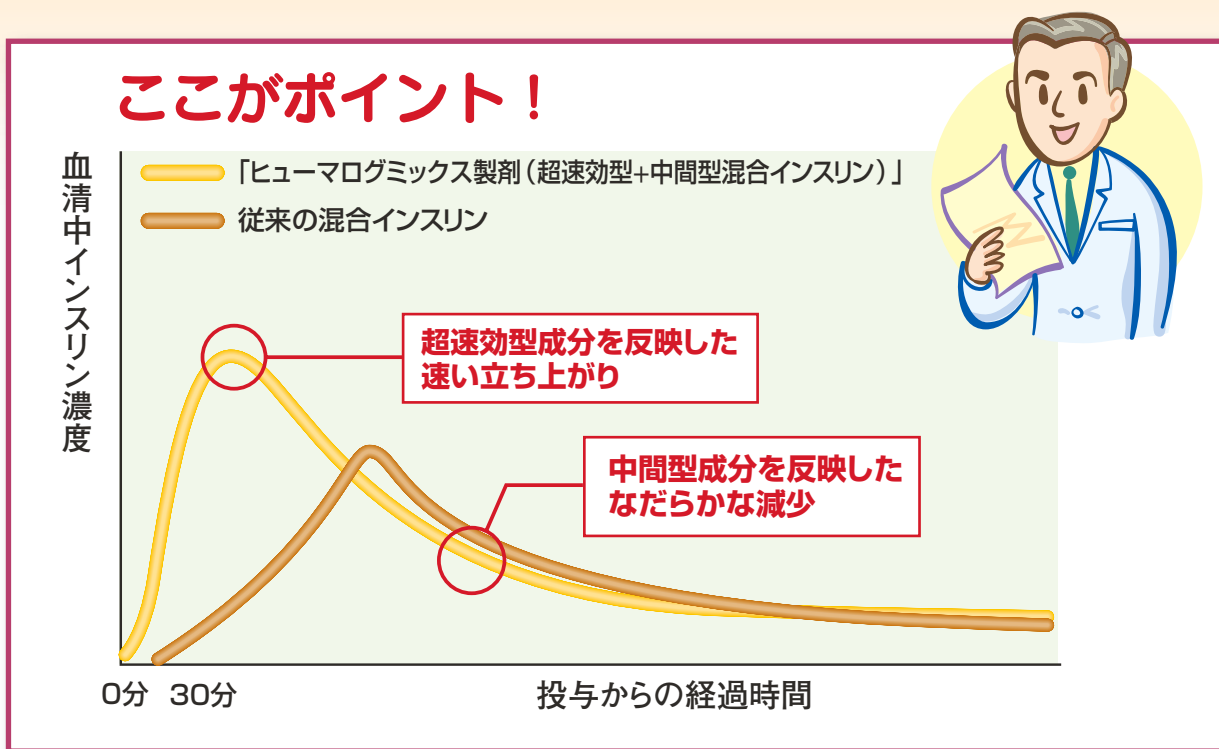 ここがポイント！
血清中インスリン濃度
「ヒューマログミックス製剤（超速効型+中間型混合インスリン）」
従来の混合インスリン
超速効型成分を反映した
速い立ち上がり
中間型成分を反映した
なだらかな減少
0分 30分
投与からの経過時間